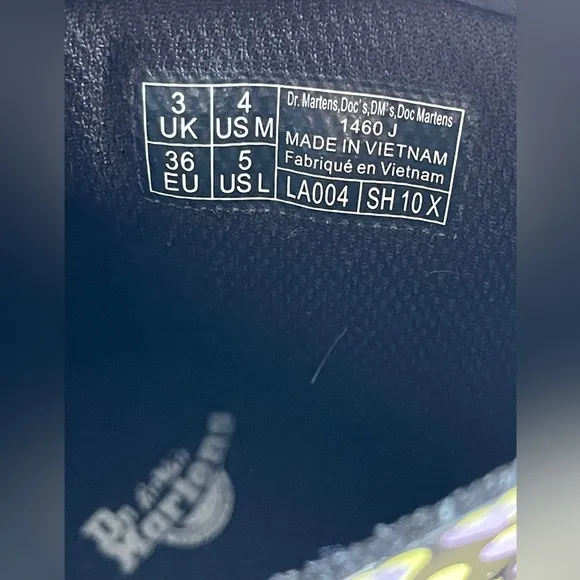 3 UK
4 US M
36 EU
5 US L
Dr. Martens,Doc's,DM's,Doc Martens
1460 J
MADE IN VIETNAM
Fabriqué en Vietnam
LA004
SH 10 X
Dr. Martens